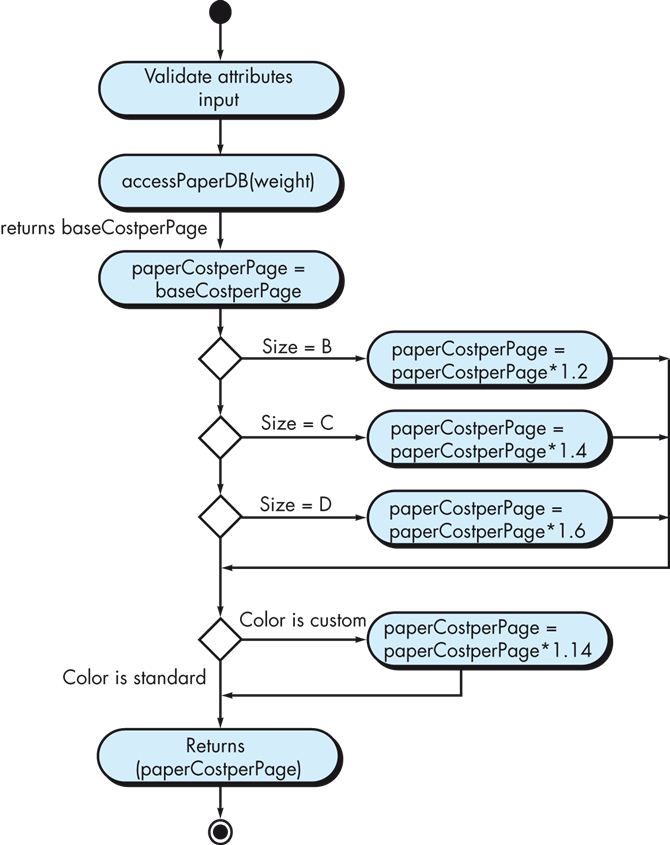 Validate attributes
input
accessPaperDB(weight)
returns baseCostperPage
paperCostperPage =
baseCostperPage
Size = B
paperCostperPage =
paperCostperPage*1.2
Size = C
paperCostperPage =
paperCostperPage*1.4
Size = D
paperCostperPage =
paperCostperPage*1.6
Color is custom
paperCostperPage =
paperCostperPage*1.14
Color is standard
Returns
(paperCostperPage)